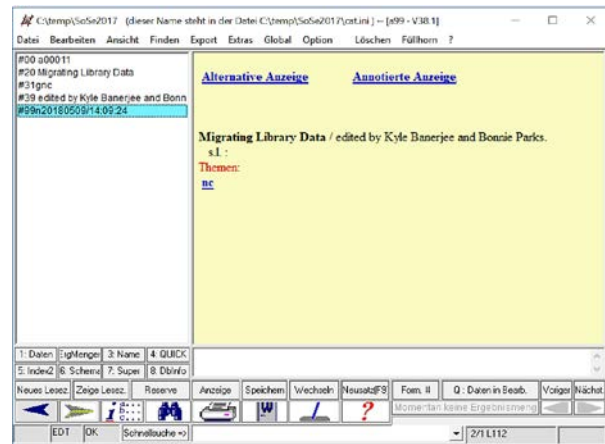 C:\temp\SoSe2017 (dieser Name steht in der Datei C:\temp\SoSe2017\cst.ini ) -- [a99 - V38.1]
Datei Bearbeiten Ansicht Finden Export Extras Global Option Löschen Füllhorn ?
#00 a00011
#20 Migrating Library Data
#31gnc
#39 edited by Kyle Banerjee and Bonn
#99n20180509/14:09:24
Alternative Anzeige Annotierte Anzeige
Migrating Library Data / edited by Kyle Banerjee and Bonnie Parks.
s.l. :
Themen:
nc
1: Daten ErgMenge 3: Name 4: QUICK
5: Index2 6: Schema 7: Super 8: DbInfo
Neues Lesez. Zeige Lesez. Reserve Anzeige Speichern Wechseln Neusatz(F9) Form. # Q : Daten in Bearb. Voriger Nächst.
Momentan keine Ergebnismeng
EDT OK Schnellsuche => 2/1 L112